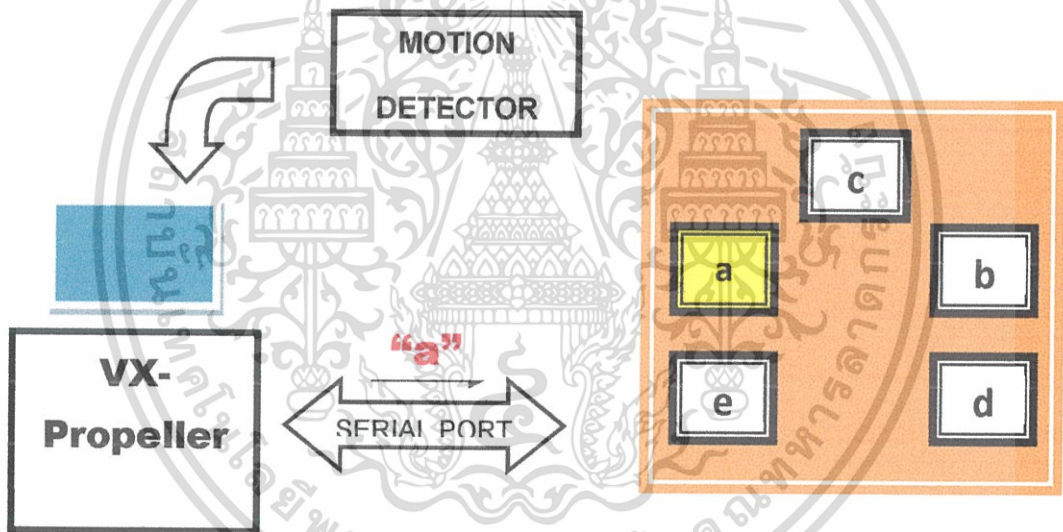 MOTION
DETECTOR
c
a
b
VX-
Propeller
“a”
SERIAL PORT
e
d